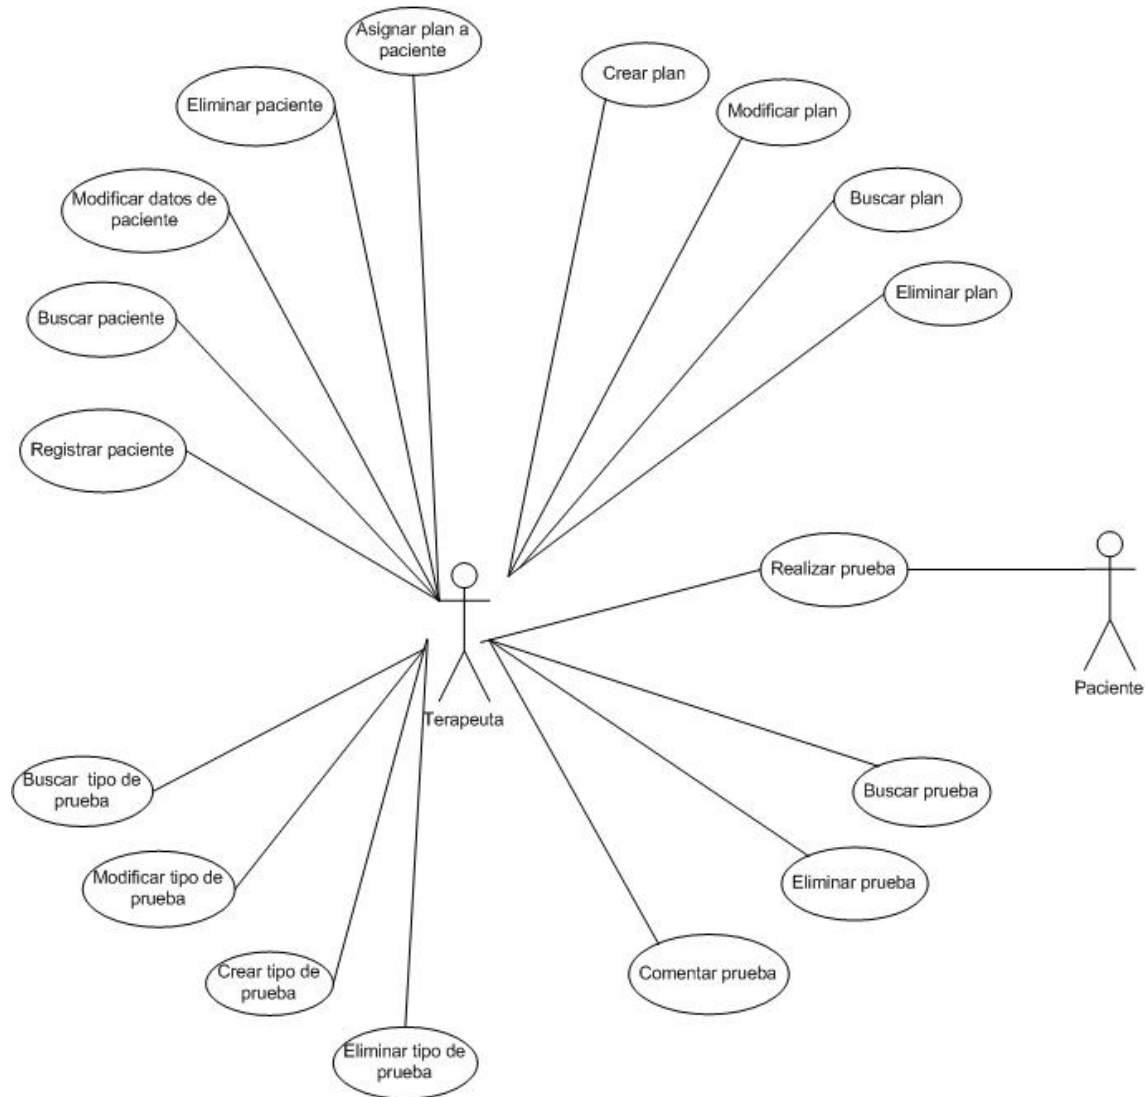 Asignar plan a
paciente
Crear plan
Eliminar paciente
Modificar plan
Modificar datos de
paciente
Buscar plan
Eliminar plan
Buscar paciente
Registrar paciente
Realizar prueba
Paciente
Terapeuta
Buscar tipo de
prueba
Buscar prueba
Modificar tipo de
prueba
Eliminar prueba
Crear tipo de
prueba
Comentar prueba
Eliminar tipo de
prueba